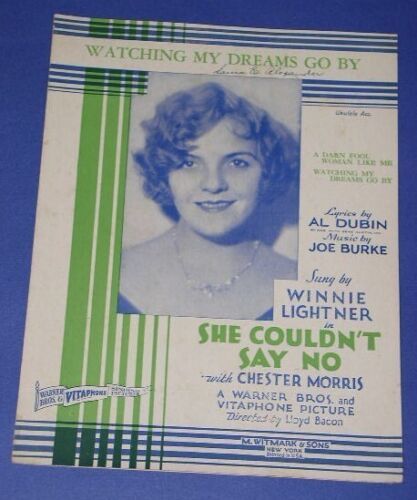 WATCHING MY DREAMS GO BY
Laura B. Alexander
Ukulele Acc.
A DARN FOOL
WOMAN LIKE ME
WATCHING MY
DREAMS GO BY
Lyrics by
AL DUBIN
Music by
JOE BURKE
Sung by
WINNIE
LIGHTNER
in
SHE COULDN'T
SAY NO
with CHESTER MORRIS
A WARNER BROS. and
VITAPHONE PICTURE
Directed by Lloyd Bacon
WARNER BROS. & VITAPHONE
M. WITMARK & SONS
NEW YORK